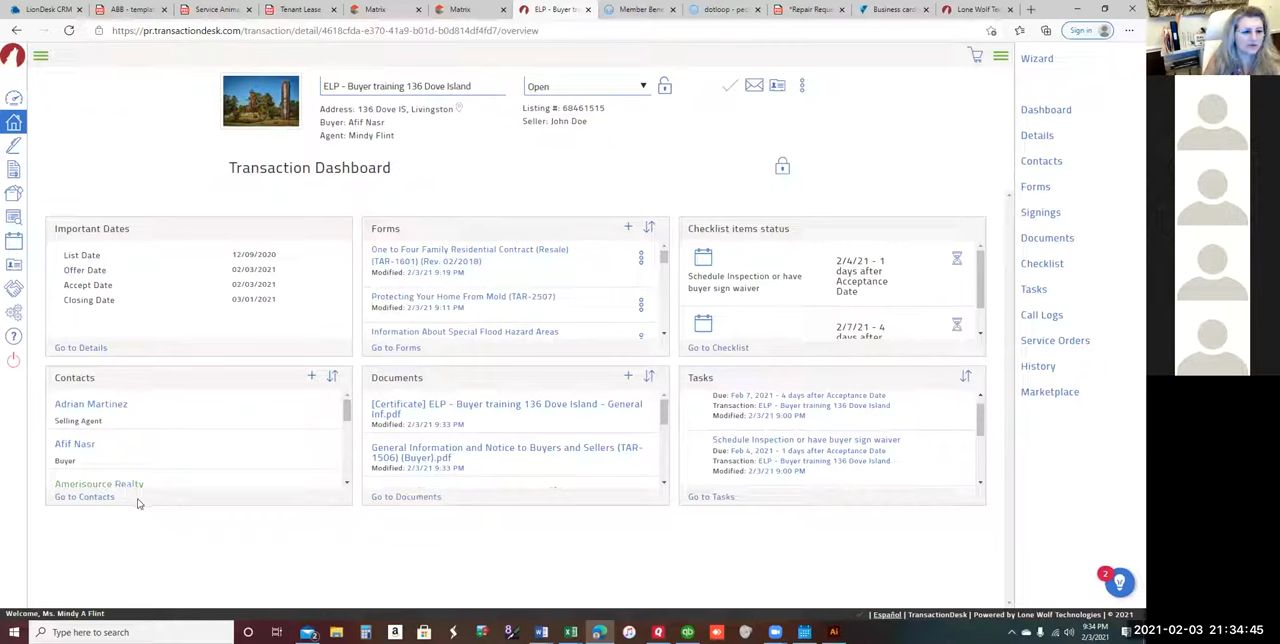 LionDesk CRM
ABB - templat
Service Anima
Tenant Lease
Matrix
Matrix
ELP - Buyer tr
Member Bene
dotloop - pec
*Repair Reque
Business card
Lone Wolf Tec
https://pr.transactiondesk.com/transaction/detail/4618cfda-e370-41a9-b01d-b0d814df4fd7/overview
Sign in
ELP - Buyer training 136 Dove Island
Open
Address: 136 Dove IS, Livingston
Buyer: Afif Nasr
Agent: Mindy Flint
Listing #: 68461515
Seller: John Doe
Transaction Dashboard
Important Dates
List Date 12/09/2020
Offer Date 02/03/2021
Accept Date 02/03/2021
Closing Date 03/01/2021
Go to Details
Forms
One to Four Family Residential Contract (Resale)
(TAR-1601) (Rev. 02/2018)
Modified: 2/3/21 9:19 PM
Protecting Your Home From Mold (TAR-2507)
Modified: 2/3/21 9:11 PM
Information About Special Flood Hazard Areas
Go to Forms
Checklist items status
Schedule Inspection or have
buyer sign waiver
2/4/21 - 1
days after
Acceptance
Date
2/7/21 - 4
days after
Go to Checklist
Contacts
Adrian Martinez
Selling Agent
Afif Nasr
Buyer
Amerisource Realty
Go to Contacts
Documents
[Certificate] ELP - Buyer training 136 Dove Island - General
Inf.pdf
Modified: 2/3/21 9:33 PM
General Information and Notice to Buyers and Sellers (TAR-
1506) (Buyer).pdf
Modified: 2/3/21 9:33 PM
Go to Documents
Tasks
Due: Feb 7, 2021 - 4 days after Acceptance Date
Transaction: ELP - Buyer training 136 Dove Island
Modified: 2/3/21 9:00 PM
Schedule Inspection or have buyer sign waiver
Due: Feb 4, 2021 - 1 days after Acceptance Date
Transaction: ELP - Buyer training 136 Dove Island
Modified: 2/3/21 9:00 PM
Go to Tasks
Wizard
Dashboard
Details
Contacts
Forms
Signings
Documents
Checklist
Tasks
Call Logs
Service Orders
History
Marketplace
2
Welcome, Ms. Mindy A Flint
| Español | TransactionDesk | Powered by Lone Wolf Technologies | © 2021
Type here to search
9:34 PM
2/3/2021
2021-02-03 21:34:45